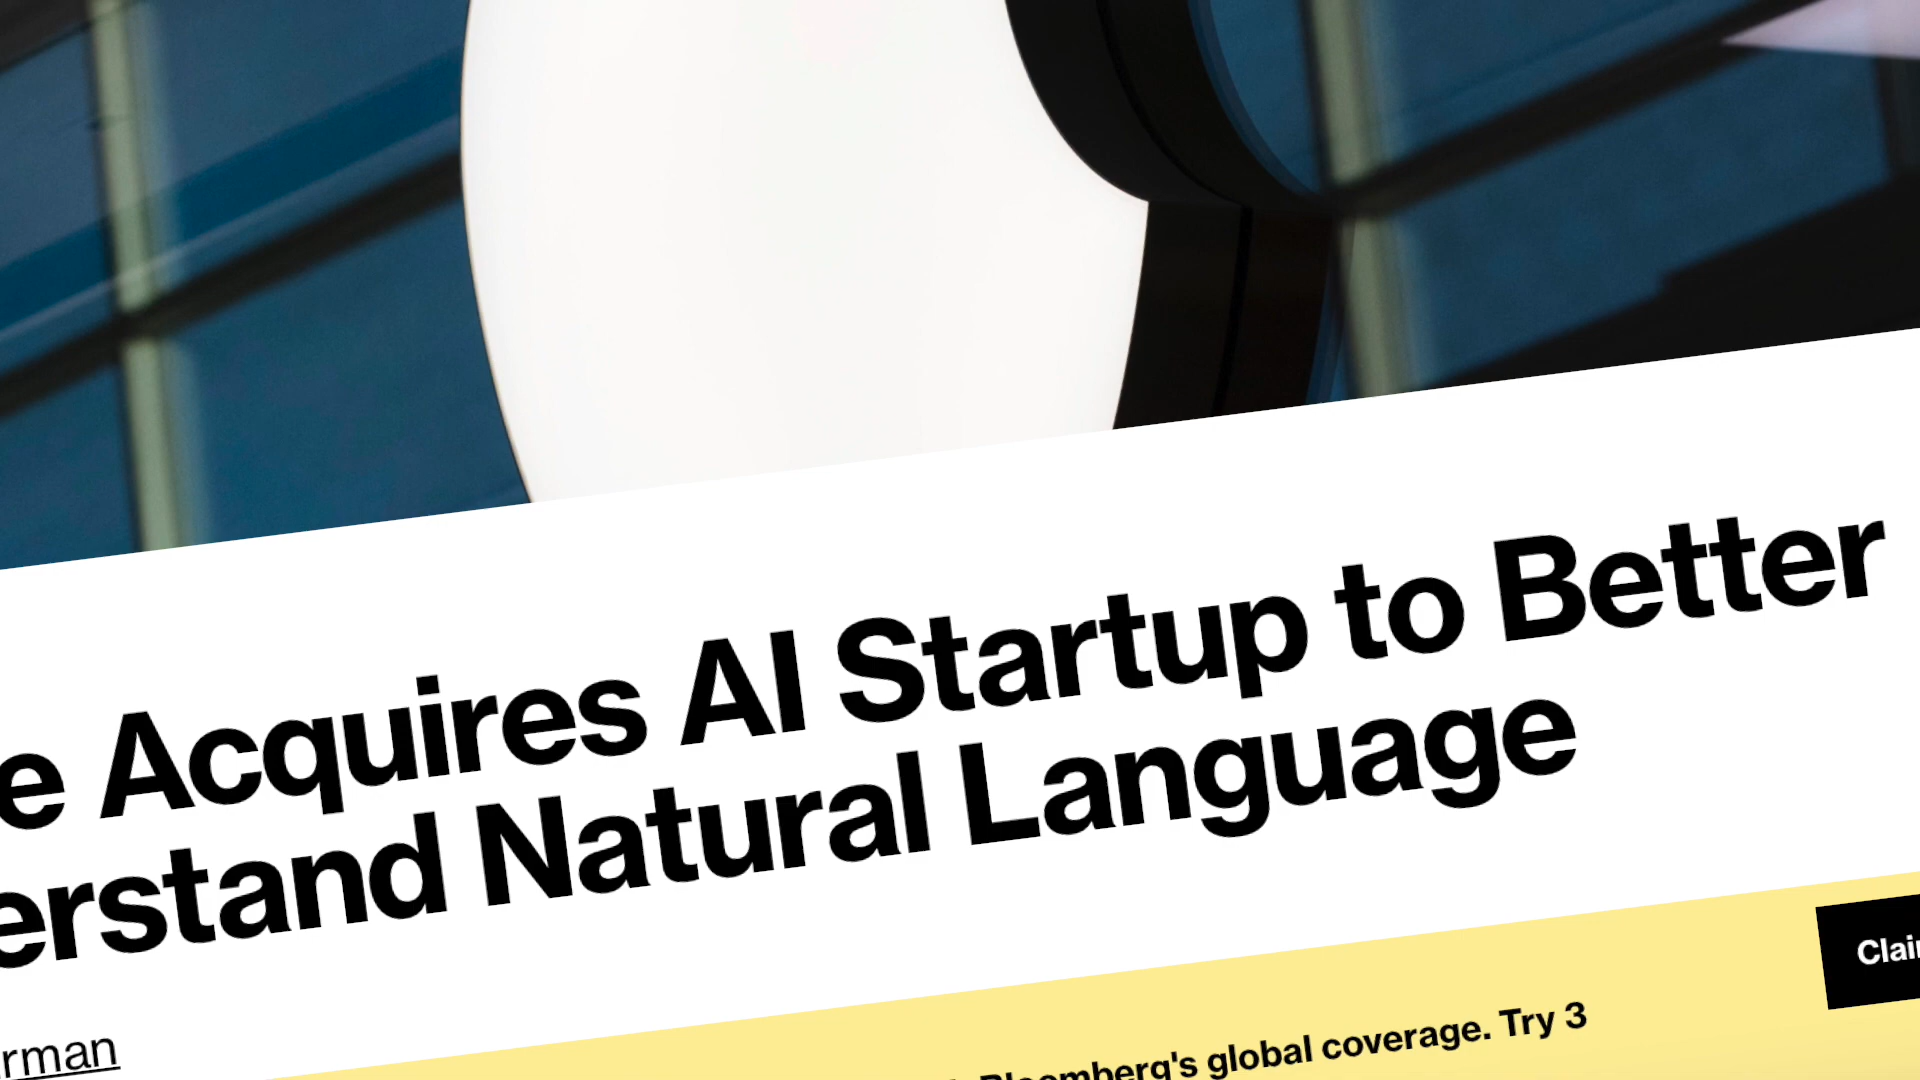 e Acquires AI Startup to Better
erstand Natural Language
rman
Bloomberg's global coverage. Try 3
Clai